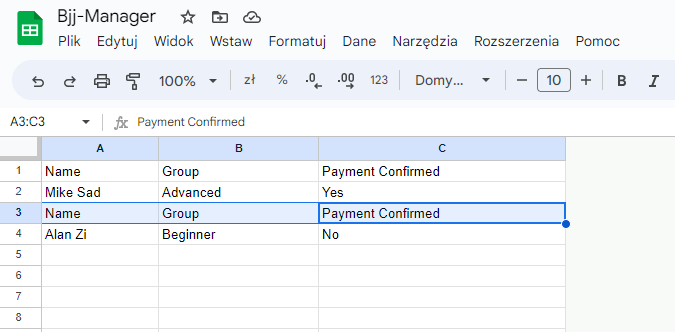 Bjj-Manager
Plik Edytuj Widok Wstaw Formatuj Dane Narzędzia Rozszerzenia Pomoc
100% zł % .0 .00 123 Domy... 10 B I
A3:C3 fx Payment Confirmed
A B C
1 Name Group Payment Confirmed
2 Mike Sad Advanced Yes
3 Name Group Payment Confirmed
4 Alan Zi Beginner No
5
6
7
8